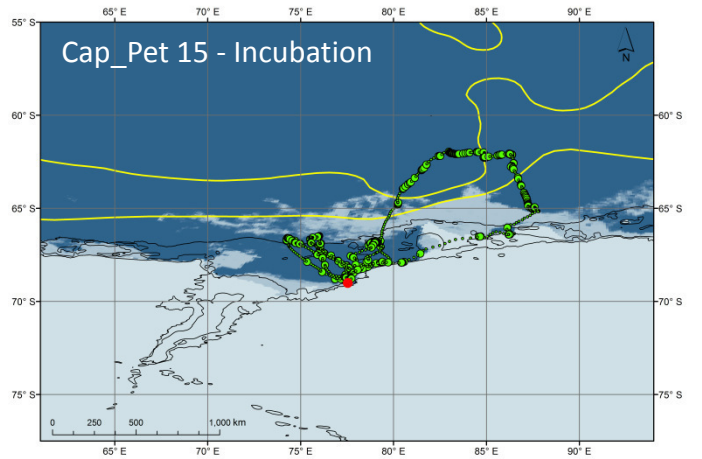 65° E 70° E 75° E 80° E 85° E 90° E
55° S
Cap_Pet 15 - Incubation
N
60° S 60° S
65° S 65° S
70° S 70° S
75° S 75° S
0 250 500 1,000 km
65° E 70° E 75° E 80° E 85° E 90° E